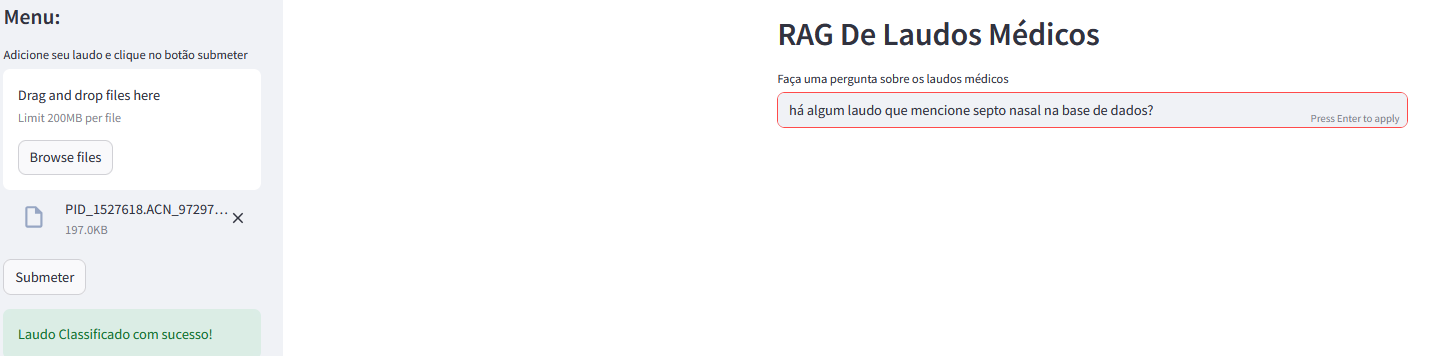 Menu:
Adicione seu laudo e clique no botão submeter
Drag and drop files here
Limit 200MB per file
Browse files
PID_1527618.ACN_97297…
197.0KB
Submeter
Laudo Classificado com sucesso!
RAG De Laudos Médicos
Faça uma pergunta sobre os laudos médicos
há algum laudo que mencione septo nasal na base de dados?
Press Enter to apply